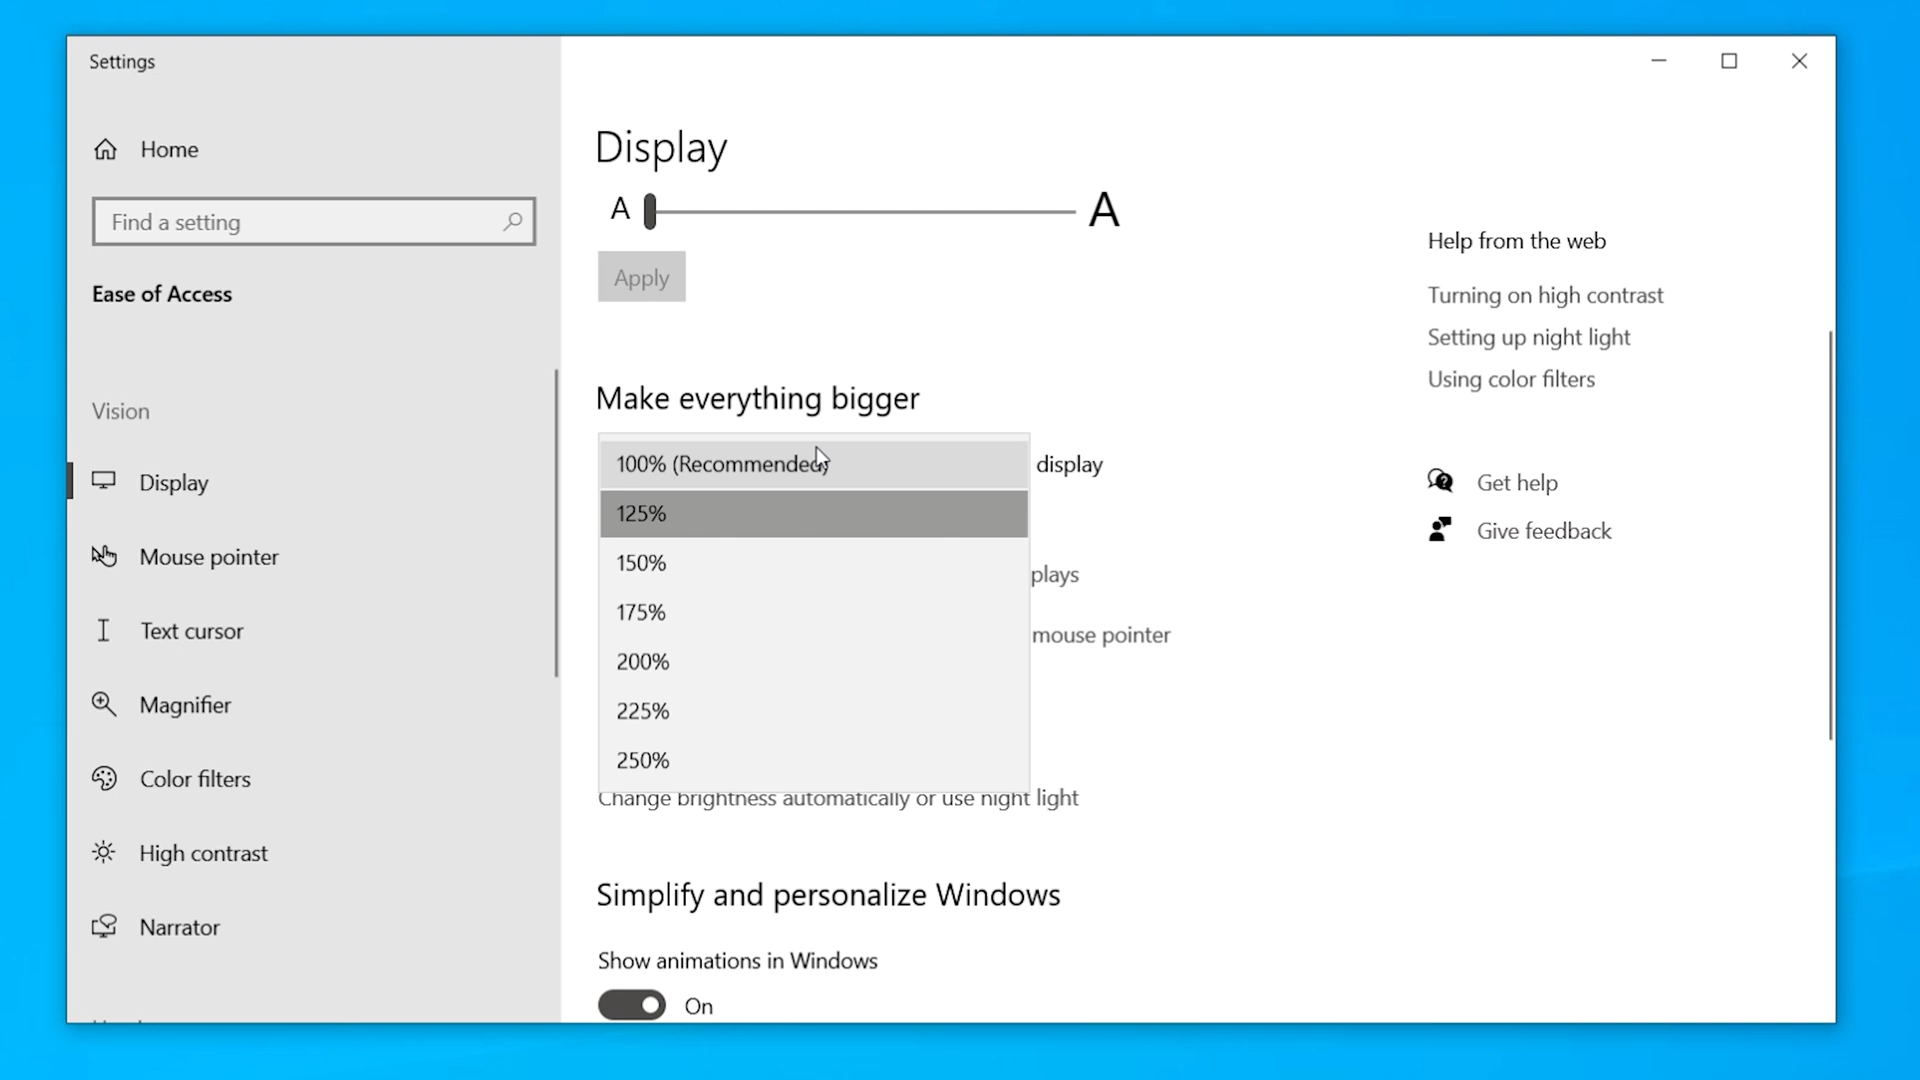 Settings
Home
Find a setting
Ease of Access
Vision
Display
Mouse pointer
Text cursor
Magnifier
Color filters
High contrast
Narrator
Display
A A
Apply
Make everything bigger
100% (Recommended)
display
125%
150%
plays
175%
mouse pointer
200%
225%
250%
Change brightness automatically or use night light
Simplify and personalize Windows
Show animations in Windows
On
Help from the web
Turning on high contrast
Setting up night light
Using color filters
Get help
Give feedback